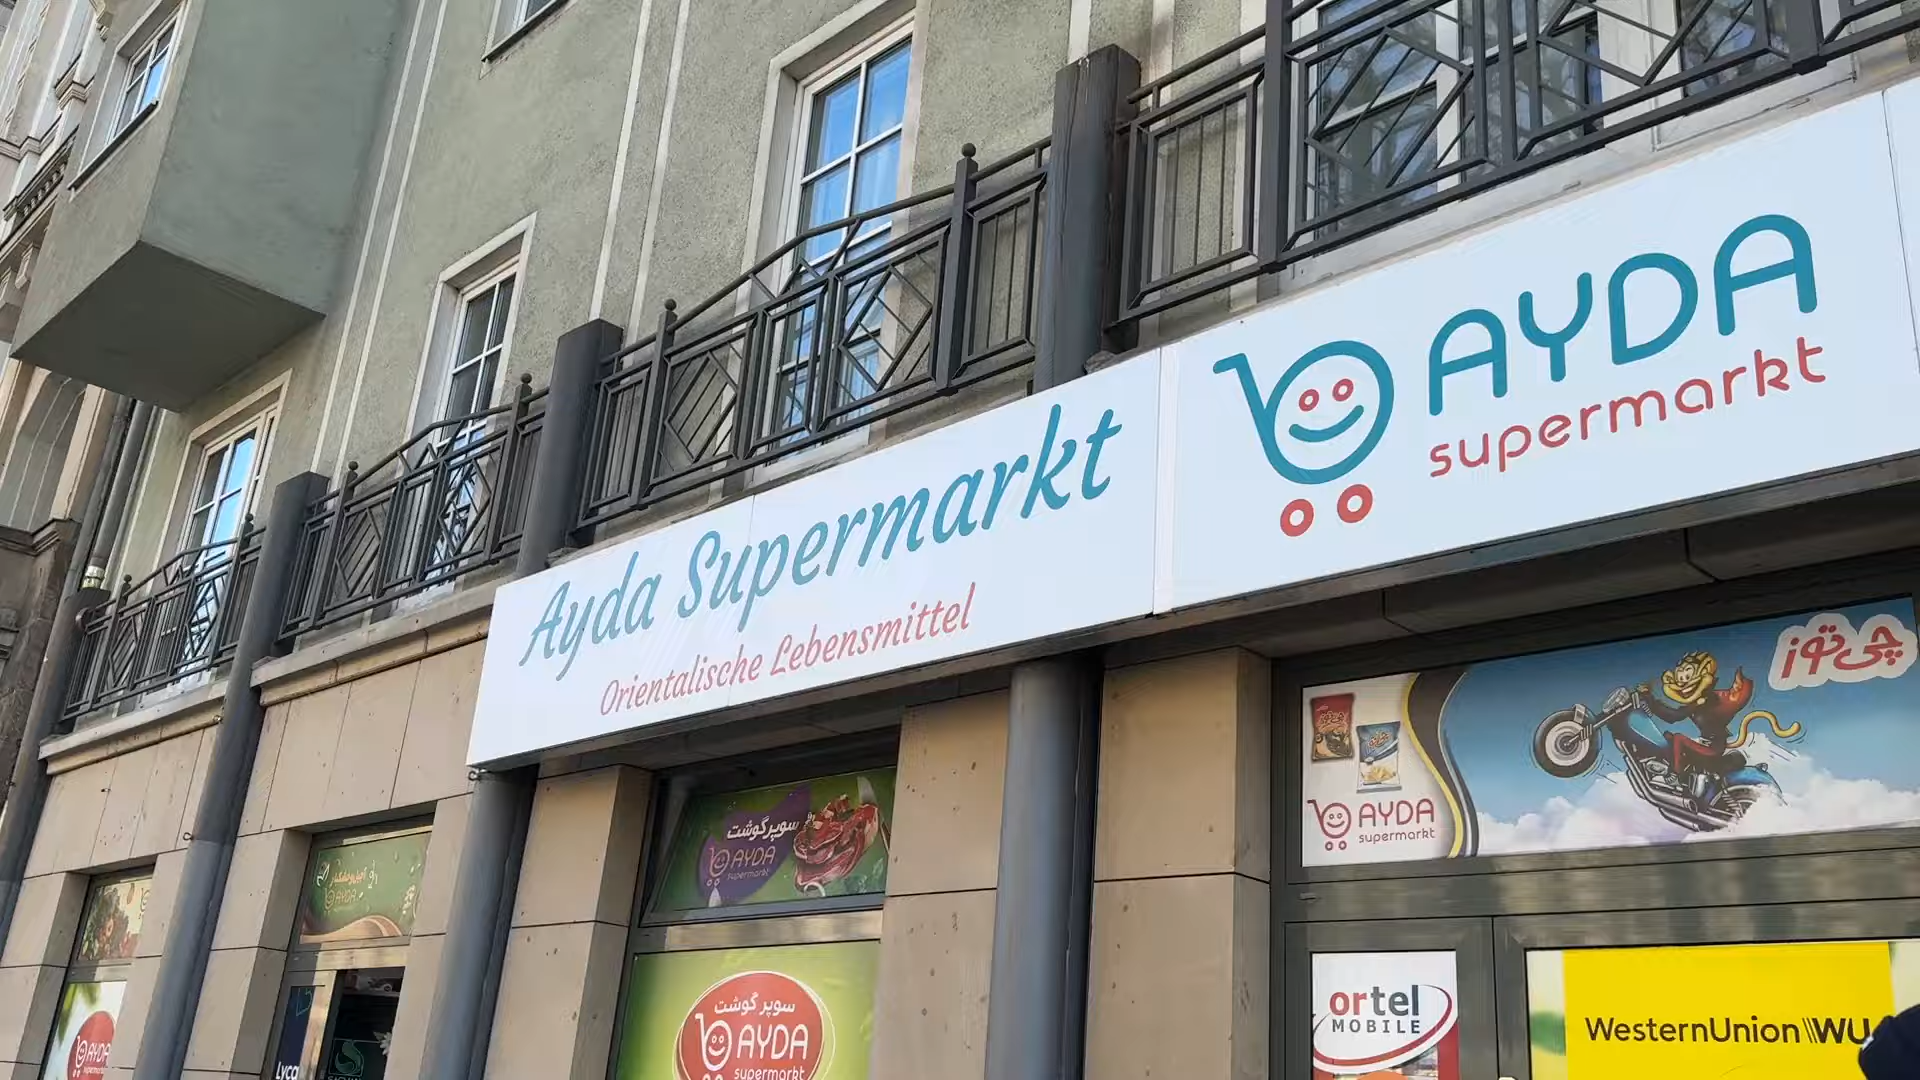 AYDA
supermarkt
Ayda Supermarkt
Orientalische Lebensmittel
چی توز
AYDA
supermarkt
سوپر گوشت
AYDA
supermarkt
AYDA
سوپر گوشت
AYDA
supermarkt
AYDA
Lyca
ortel
MOBILE
WesternUnion WU